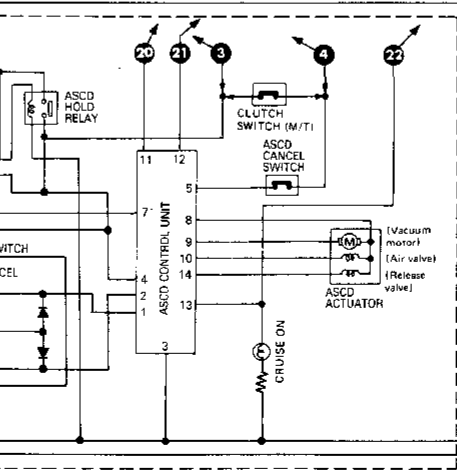 20 21 3 4 22
ASCD
HOLD
RELAY
CLUTCH
SWITCH (M/T)
ASCD
CANCEL
SWITCH
11 12
5
7
8
9
10
14
4
2
1
13
3
ASCD CONTROL UNIT
M
(Vacuum
motor)
(Air valve)
(Release
valve)
ASCD
ACTUATOR
WITCH
CEL
CRUISE ON